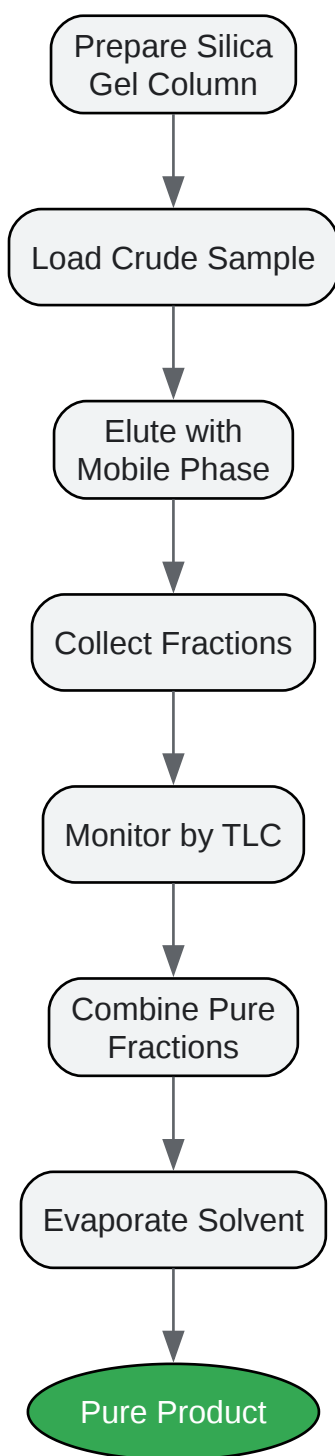 Prepare Silica
Gel Column
Load Crude Sample
Elute with
Mobile Phase
Collect Fractions
Monitor by TLC
Combine Pure
Fractions
Evaporate Solvent
Pure Product